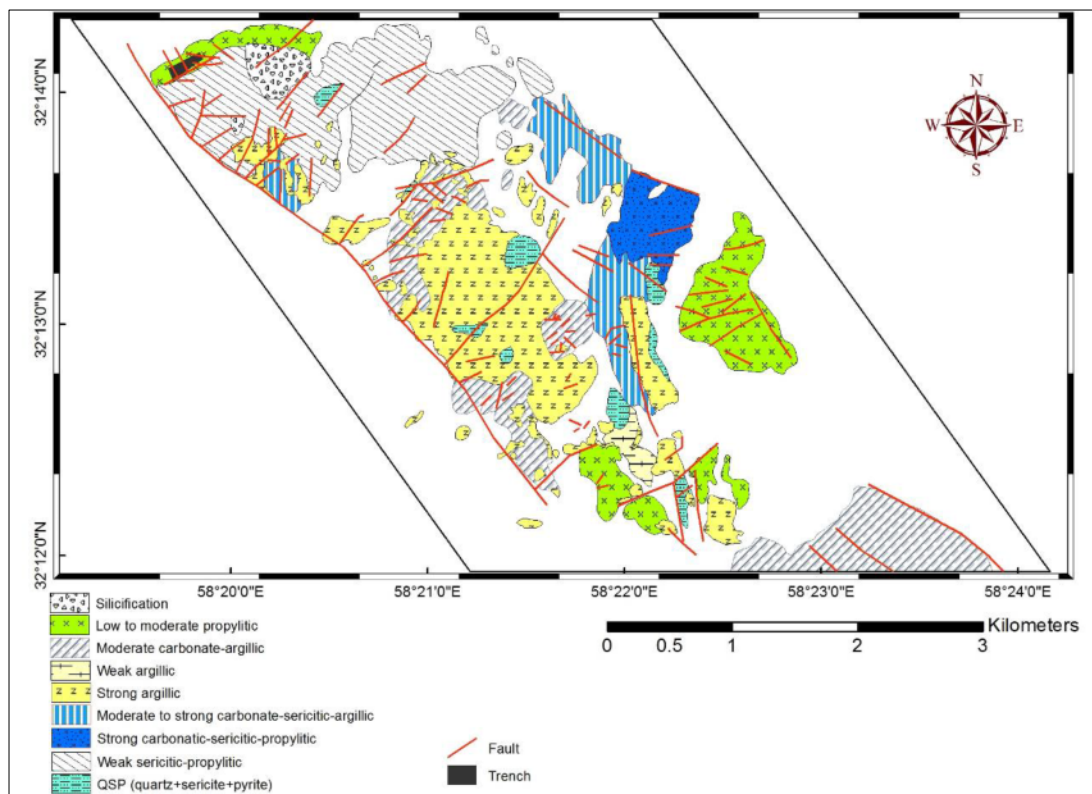 N
W E
S
32°14'0"N
32°13'0"N
32°12'0"N
58°20'0"E 58°21'0"E 58°22'0"E 58°23'0"E 58°24'0"E
Silicification
Low to moderate propylitic
Moderate carbonate-argillic
Weak argillic
Strong argillic
Moderate to strong carbonate-sericitic-argillic
Strong carbonatic-sericitic-propylitic
Weak sericitic-propylitic
QSP (quartz+sericite+pyrite)
Fault
Trench
Kilometers
0 0.5 1 2 3